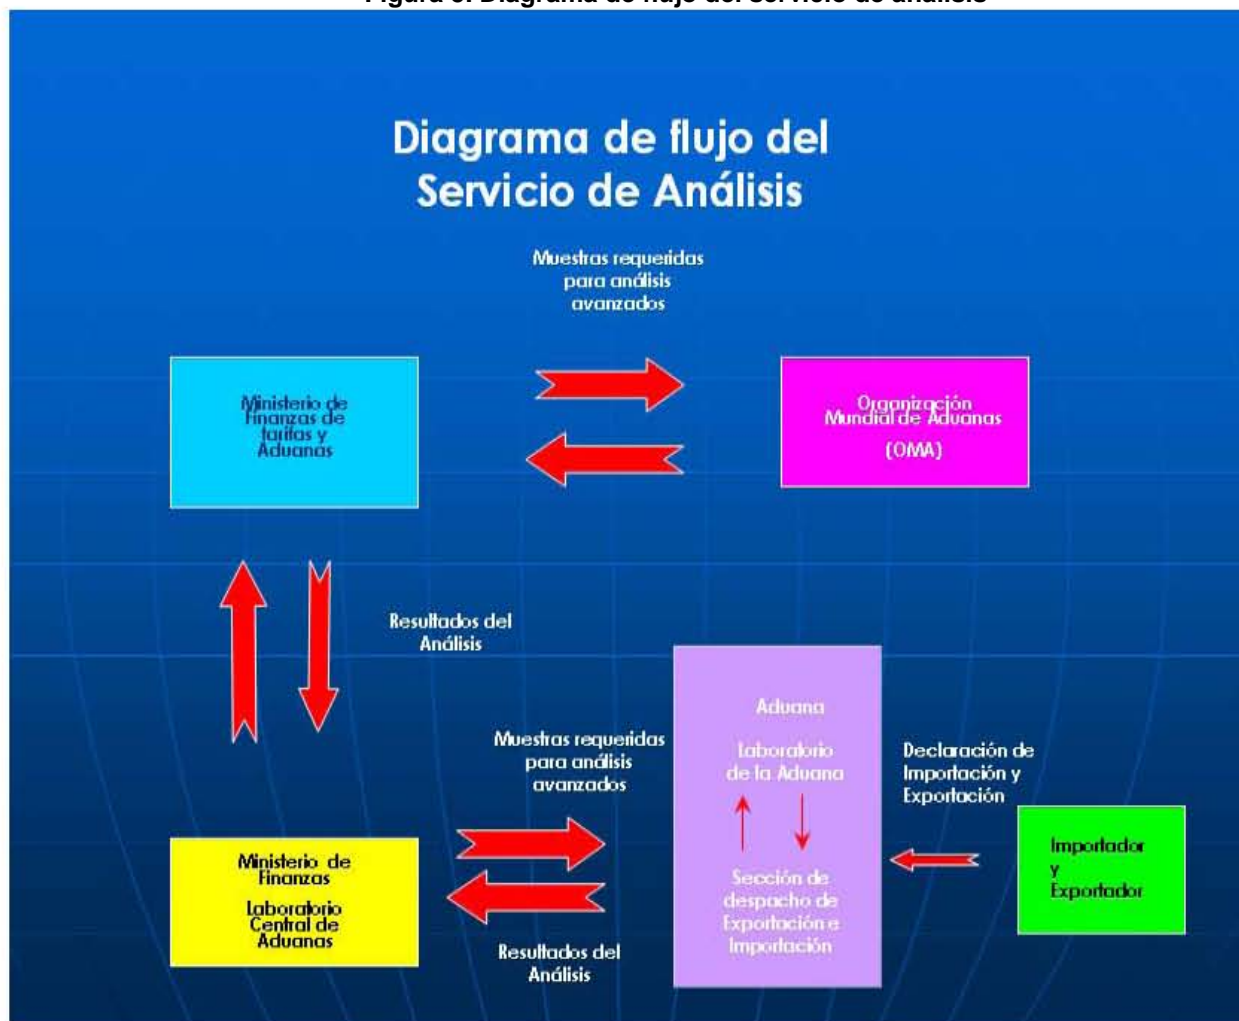 Figura 3. Diagrama de flujo del servicio de análisis
Diagrama de flujo del
Servicio de Análisis
Muestras requeridas
para análisis
avanzados
Ministerio de
Finanzas de
tarifas y
Aduanas
Organización
Mundial de Aduanas
(OMA)
Resultados del
Análisis
Muestras requeridas
para análisis
avanzados
Aduana
Laboratorio
de la Aduana
Sección de
despacho de
Exportación e
Importación
Declaración de
Importación y
Exportación
Importador
y
Exportador
Ministerio de
Finanzas
Laboratorio
Central de
Aduanas
Resultados del
Análisis